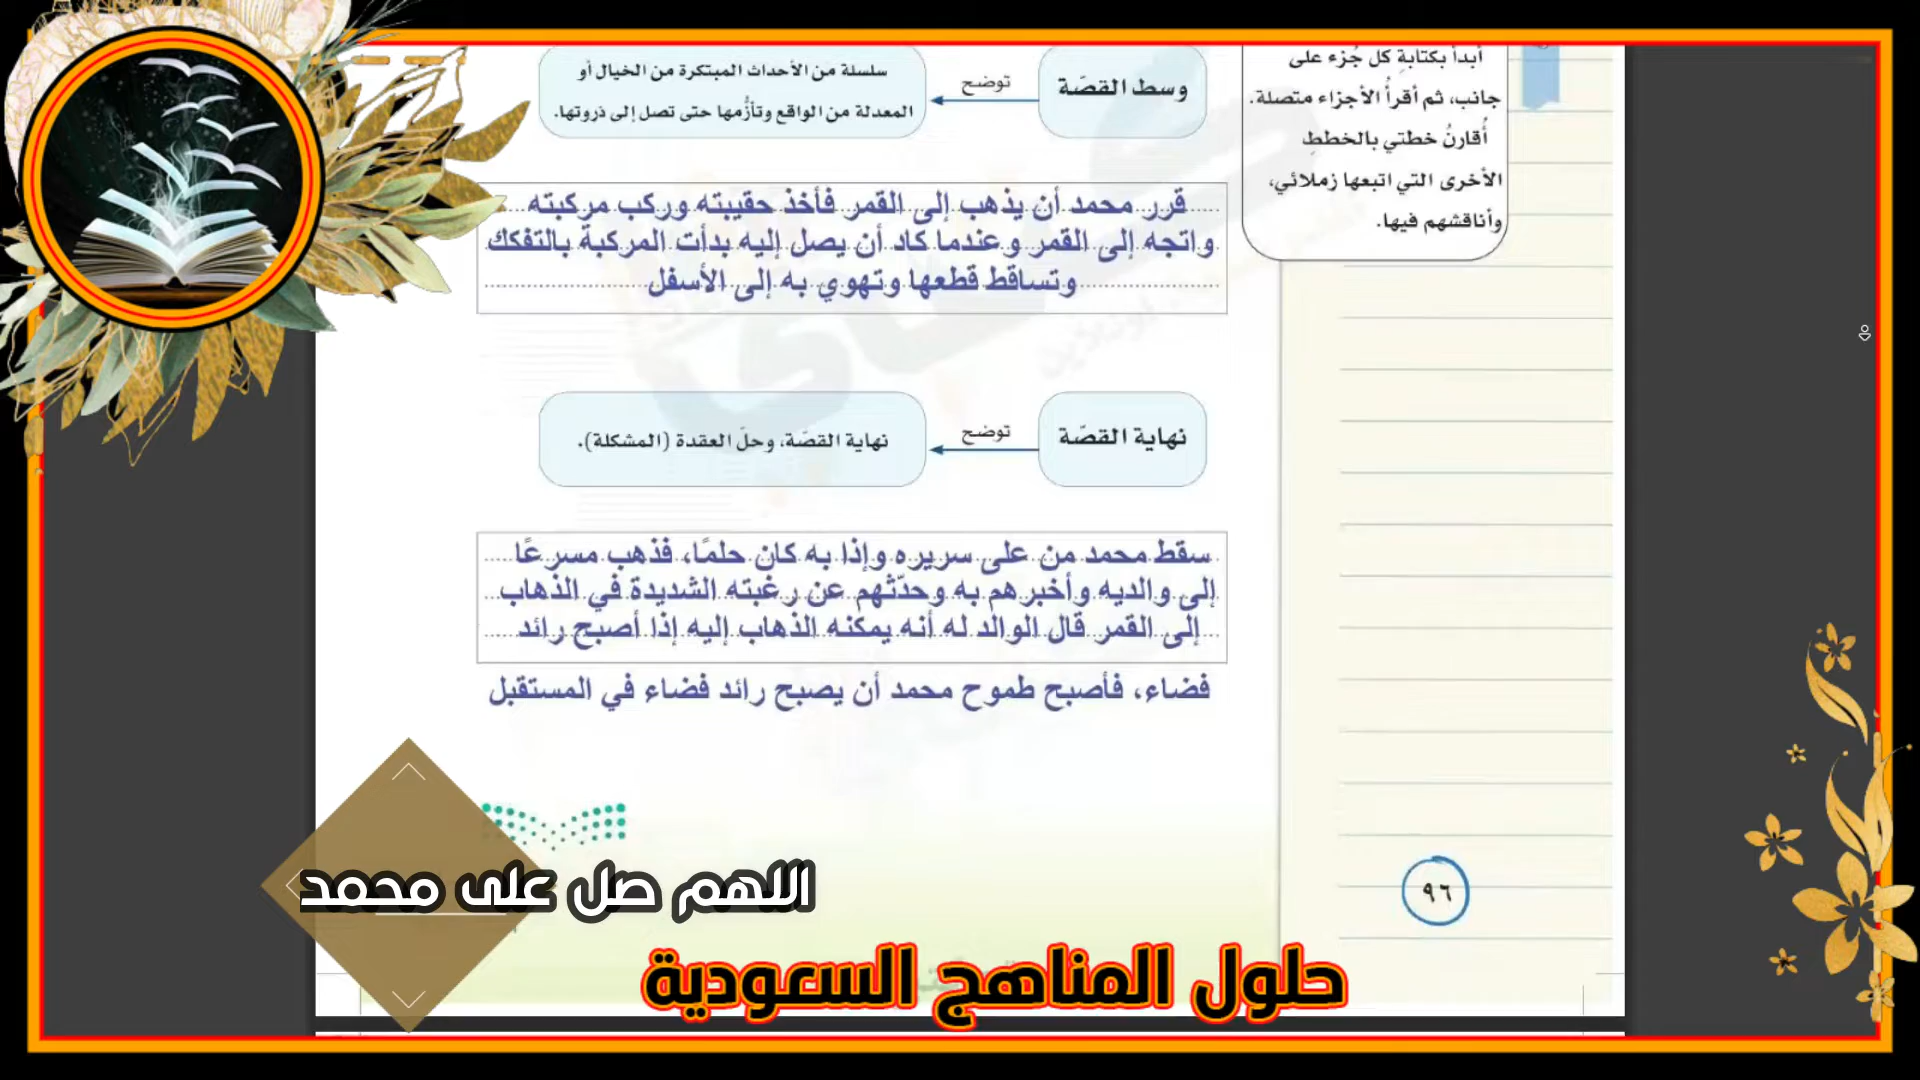 أبدأ بكتابةِ كل جُزء على
جانب، ثم أقرأُ الأجزاء متصلة.
أُقارنُ خطتي بالخططِ
الأخرى التي اتبعها زملائي،
وأناقشهم فيها.
وسط القصّة
توضح
سلسلة من الأحداث المبتكرة من الخيال أو
المعدلة من الواقع وتأزُّمها حتى تصل إلى ذروتها.
قرر محمد أن يذهب إلى القمر فأخذ حقيبته وركب مركبته
واتجه إلى القمر وعندما كاد أن يصل إليه بدأت المركبة بالتفكك
وتساقط قطعها وتهوي به إلى الأسفل
نهاية القصّة
توضح
نهاية القصّة، وحلّ العقدة (المشكلة).
سقط محمد من على سريره وإذا به كان حلمًا، فذهب مسرعًا
إلى والديه وأخبرهم به وحدّثهم عن رغبته الشديدة في الذهاب
إلى القمر قال الوالد له أنه يمكنه الذهاب إليه إذا أصبح رائد
فضاء، فأصبح طموح محمد أن يصبح رائد فضاء في المستقبل
٩٦
اللهم صل على محمد
حلول المناهج السعودية